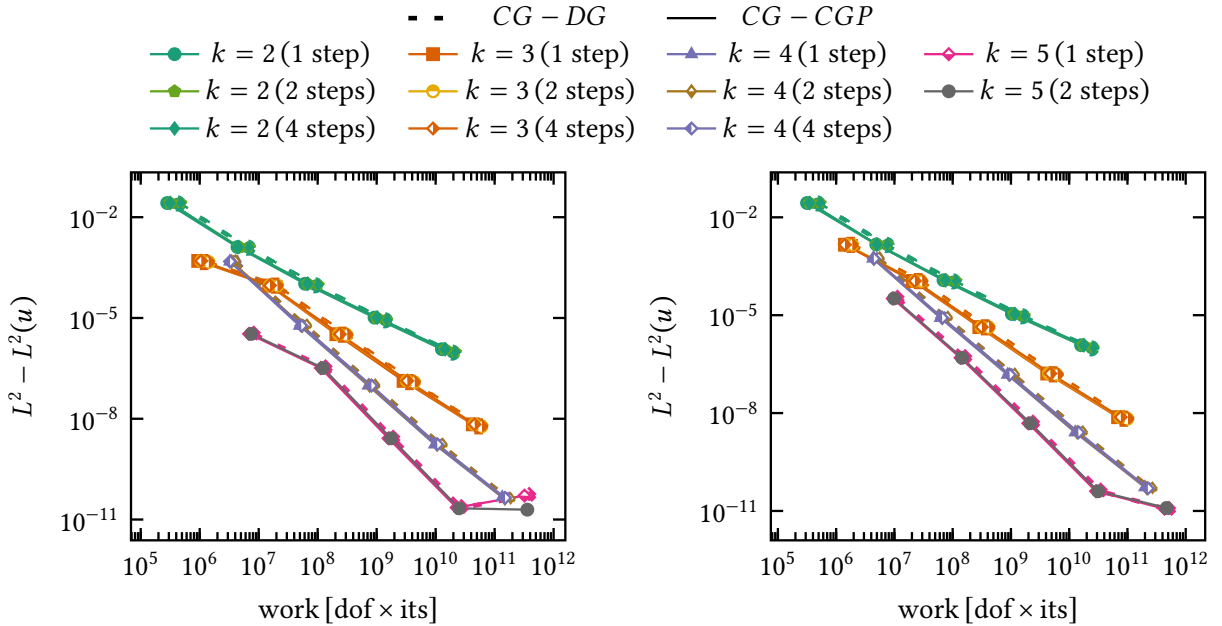 CG − DG CG − CGP
k = 2 (1 step) k = 3 (1 step) k = 4 (1 step) k = 5 (1 step)
k = 2 (2 steps) k = 3 (2 steps) k = 4 (2 steps) k = 5 (2 steps)
k = 2 (4 steps) k = 3 (4 steps) k = 4 (4 steps)
L² − L²(u)
10⁻²
10⁻⁵
10⁻⁸
10⁻¹¹
10⁵ 10⁶ 10⁷ 10⁸ 10⁹ 10¹⁰ 10¹¹ 10¹²
work [dof × its]
L² − L²(u)
10⁻²
10⁻⁵
10⁻⁸
10⁻¹¹
10⁵ 10⁶ 10⁷ 10⁸ 10⁹ 10¹⁰ 10¹¹ 10¹²
work [dof × its]